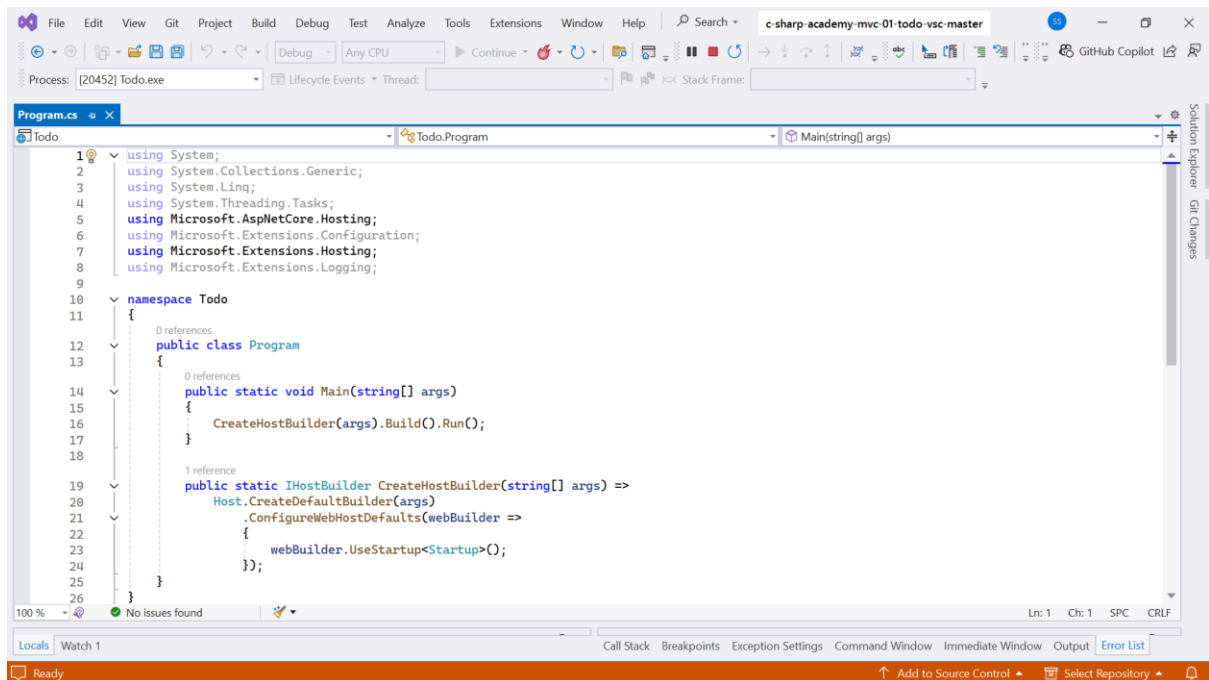 File Edit View Git Project Build Debug Test Analyze Tools Extensions Window Help Search c-sharp-academy-mvc-01-todo-vsc-master SS
Debug Any CPU Continue abc GitHub Copilot
Process: [20452] Todo.exe Lifecycle Events Thread: Stack Frame:
Program.cs
Todo Todo.Program Main(string[] args)
1 using System;
2 using System.Collections.Generic;
3 using System.Linq;
4 using System.Threading.Tasks;
5 using Microsoft.AspNetCore.Hosting;
6 using Microsoft.Extensions.Configuration;
7 using Microsoft.Extensions.Hosting;
8 using Microsoft.Extensions.Logging;
9
10 namespace Todo
11 {
0 references
12 public class Program
13 {
0 references
14 public static void Main(string[] args)
15 {
16 CreateHostBuilder(args).Build().Run();
17 }
18
1 reference
19 public static IHostBuilder CreateHostBuilder(string[] args) =>
20 Host.CreateDefaultBuilder(args)
21 .ConfigureWebHostDefaults(webBuilder =>
22 {
23 webBuilder.UseStartup<Startup>();
24 });
25 }
26 }
100 % No issues found Ln: 1 Ch: 1 SPC CRLF
Locals Watch 1 Call Stack Breakpoints Exception Settings Command Window Immediate Window Output Error List
Ready Add to Source Control Select Repository
Solution Explorer
Git Changes